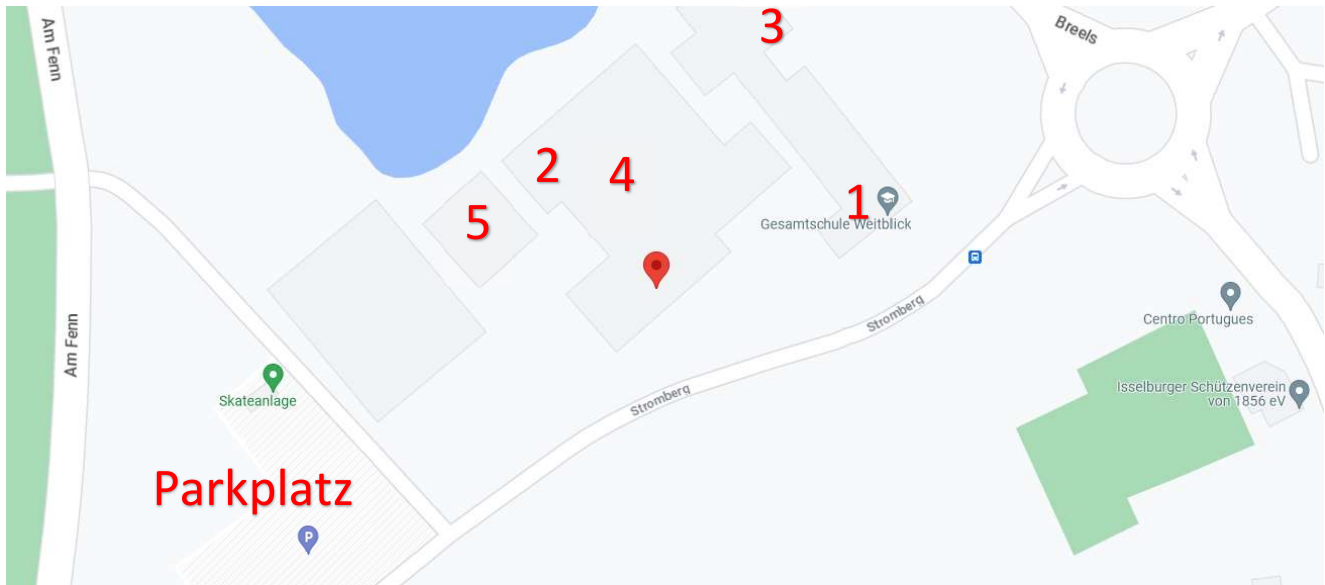 Am Fenn
3
Breels
2
4
5
1
Gesamtschule Weitblick
Stromberg
Centro Portugues
Am Fenn
Isselburger Schützenverein
von 1856 eV
Skateanlage
Stromberg
Parkplatz
P